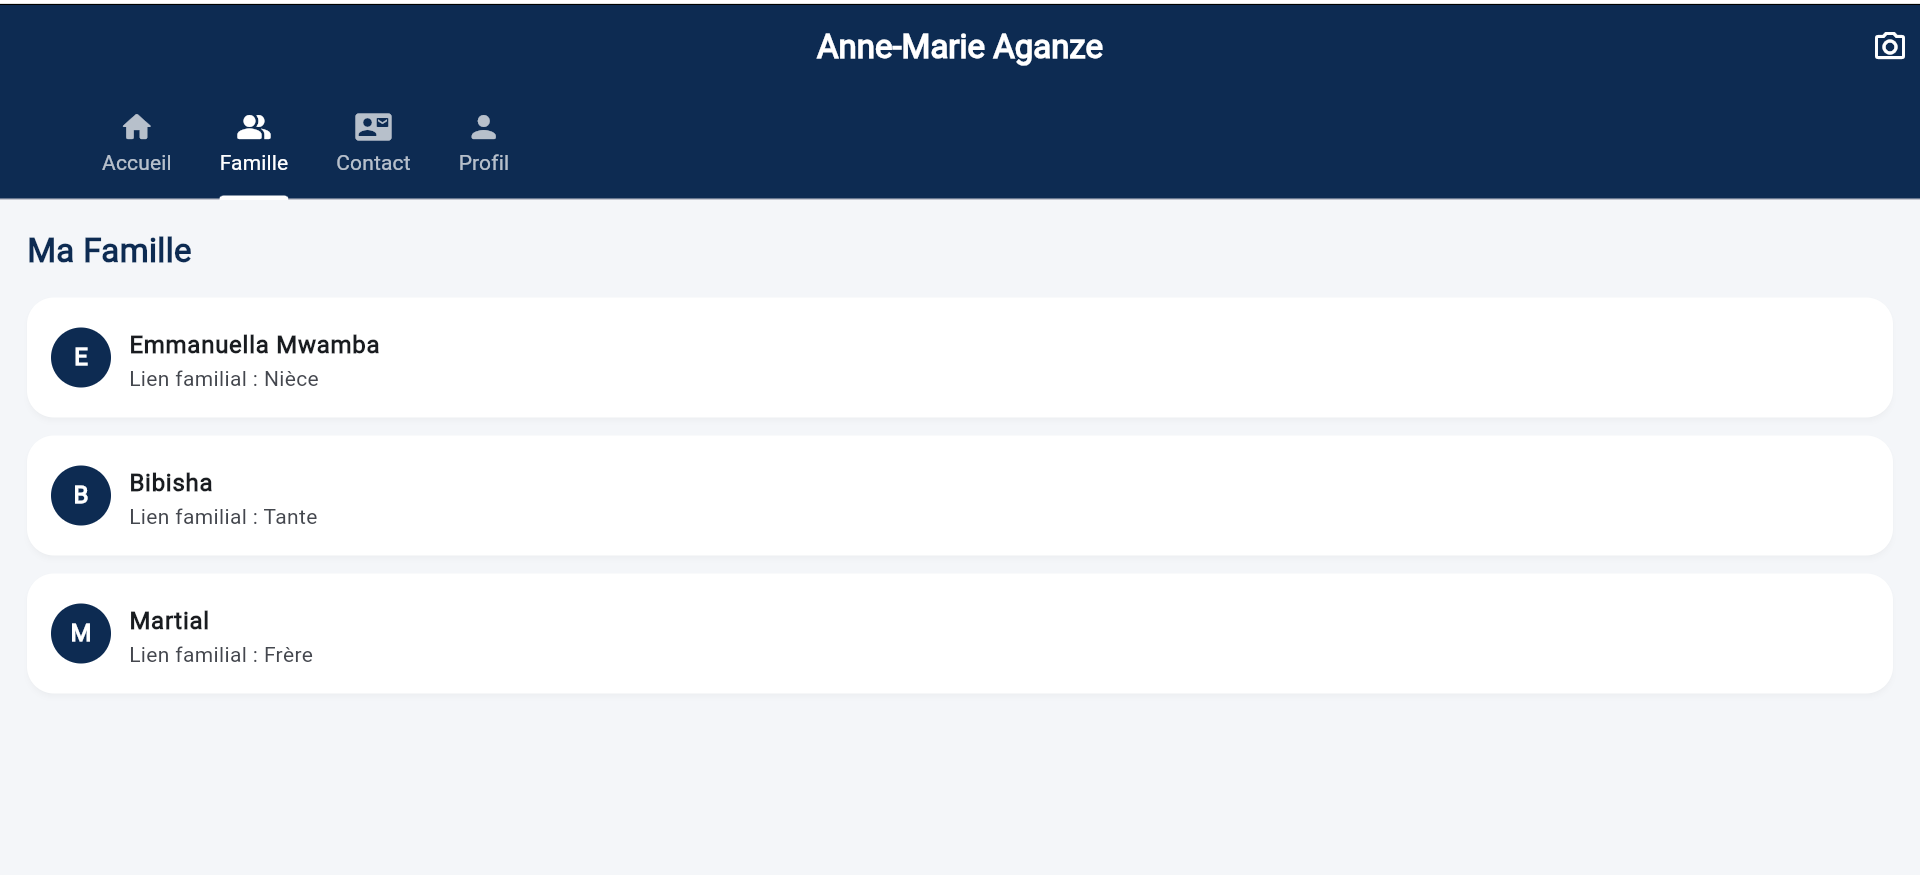 Anne-Marie Aganze
Accueil
Famille
Contact
Profil
Ma Famille
E
Emmanuella Mwamba
Lien familial : Nièce
B
Bibisha
Lien familial : Tante
M
Martial
Lien familial : Frère